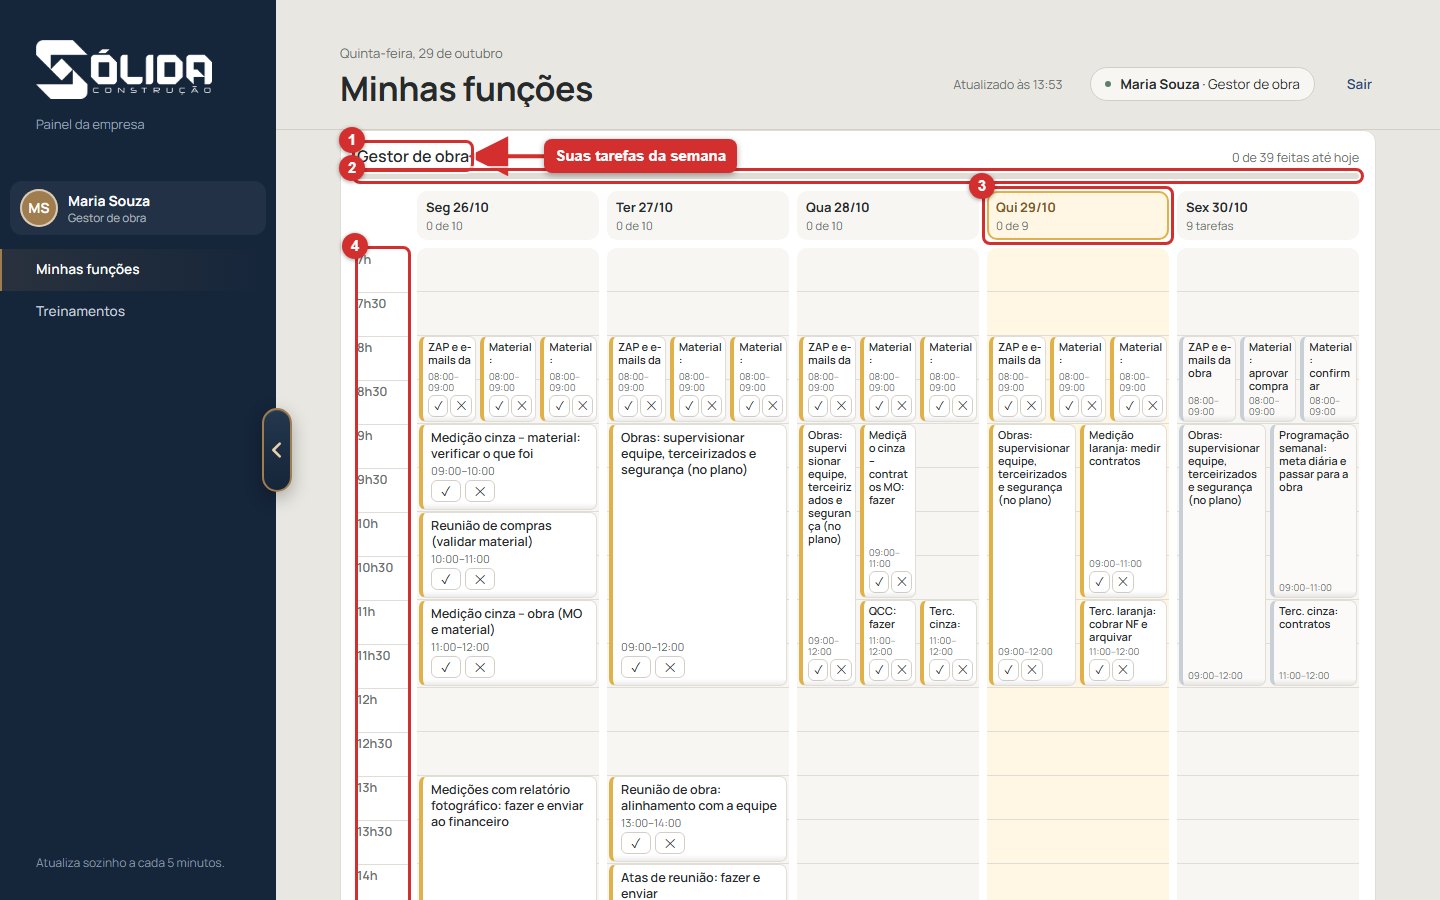 SÓLIDA
CONSTRUÇÃO
Painel da empresa
MS
Maria Souza
Gestor de obra
Minhas funções
Treinamentos
Atualiza sozinho a cada 5 minutos.
Quinta-feira, 29 de outubro
Minhas funções
Atualizado às 13:53
Maria Souza · Gestor de obra
Sair
1
Gestor de obra
Suas tarefas da semana
0 de 39 feitas até hoje
2
3
Seg 26/10
0 de 10
Ter 27/10
0 de 10
Qua 28/10
0 de 10
Qui 29/10
0 de 9
Sex 30/10
9 tarefas
4
7h
7h30
8h
8h30
9h
9h30
10h
10h30
11h
11h30
12h
12h30
13h
13h30
14h
ZAP e e-
mails da
08:00–
09:00
Material
:
08:00–
09:00
Material
:
08:00–
09:00
Medição cinza – material:
verificar o que foi
09:00–10:00
Reunião de compras
(validar material)
10:00–11:00
Medição cinza – obra (MO
e material)
11:00–12:00
Medições com relatório
fotográfico: fazer e enviar
ao financeiro
ZAP e e-
mails da
08:00–
09:00
Material
:
08:00–
09:00
Material
:
08:00–
09:00
Obras: supervisionar
equipe, terceirizados e
segurança (no plano)
09:00–12:00
Reunião de obra:
alinhamento com a equipe
13:00–14:00
Atas de reunião: fazer e
enviar
ZAP e e-
mails da
08:00–
09:00
Material
:
08:00–
09:00
Material
:
08:00–
09:00
Obras:
supervi
sionar
equipe,
terceiriz
ados e
seguran
ça (no
plano)
09:00–
12:00
Mediçã
o cinza
–
contrat
os MO:
fazer
09:00–
11:00
QCC:
fazer
11:00–
12:00
Terc.
cinza:
11:00–
12:00
ZAP e e-
mails da
08:00–
09:00
Material
:
08:00–
09:00
Material
:
08:00–
09:00
Obras:
supervisionar
equipe,
terceirizados
e segurança
(no plano)
09:00–12:00
Medição
laranja: medir
contratos
09:00–11:00
Terc. laranja:
cobrar NF e
arquivar
11:00–12:00
ZAP e e-
mails da
obra
08:00–
09:00
Material
:
aprovar
compra
08:00–
09:00
Material
:
confirm
ar
08:00–
09:00
Obras:
supervisionar
equipe,
terceirizados
e segurança
(no plano)
09:00–12:00
Programação
semanal:
meta diária e
passar para a
obra
09:00–11:00
Terc. cinza:
contratos
11:00–12:00